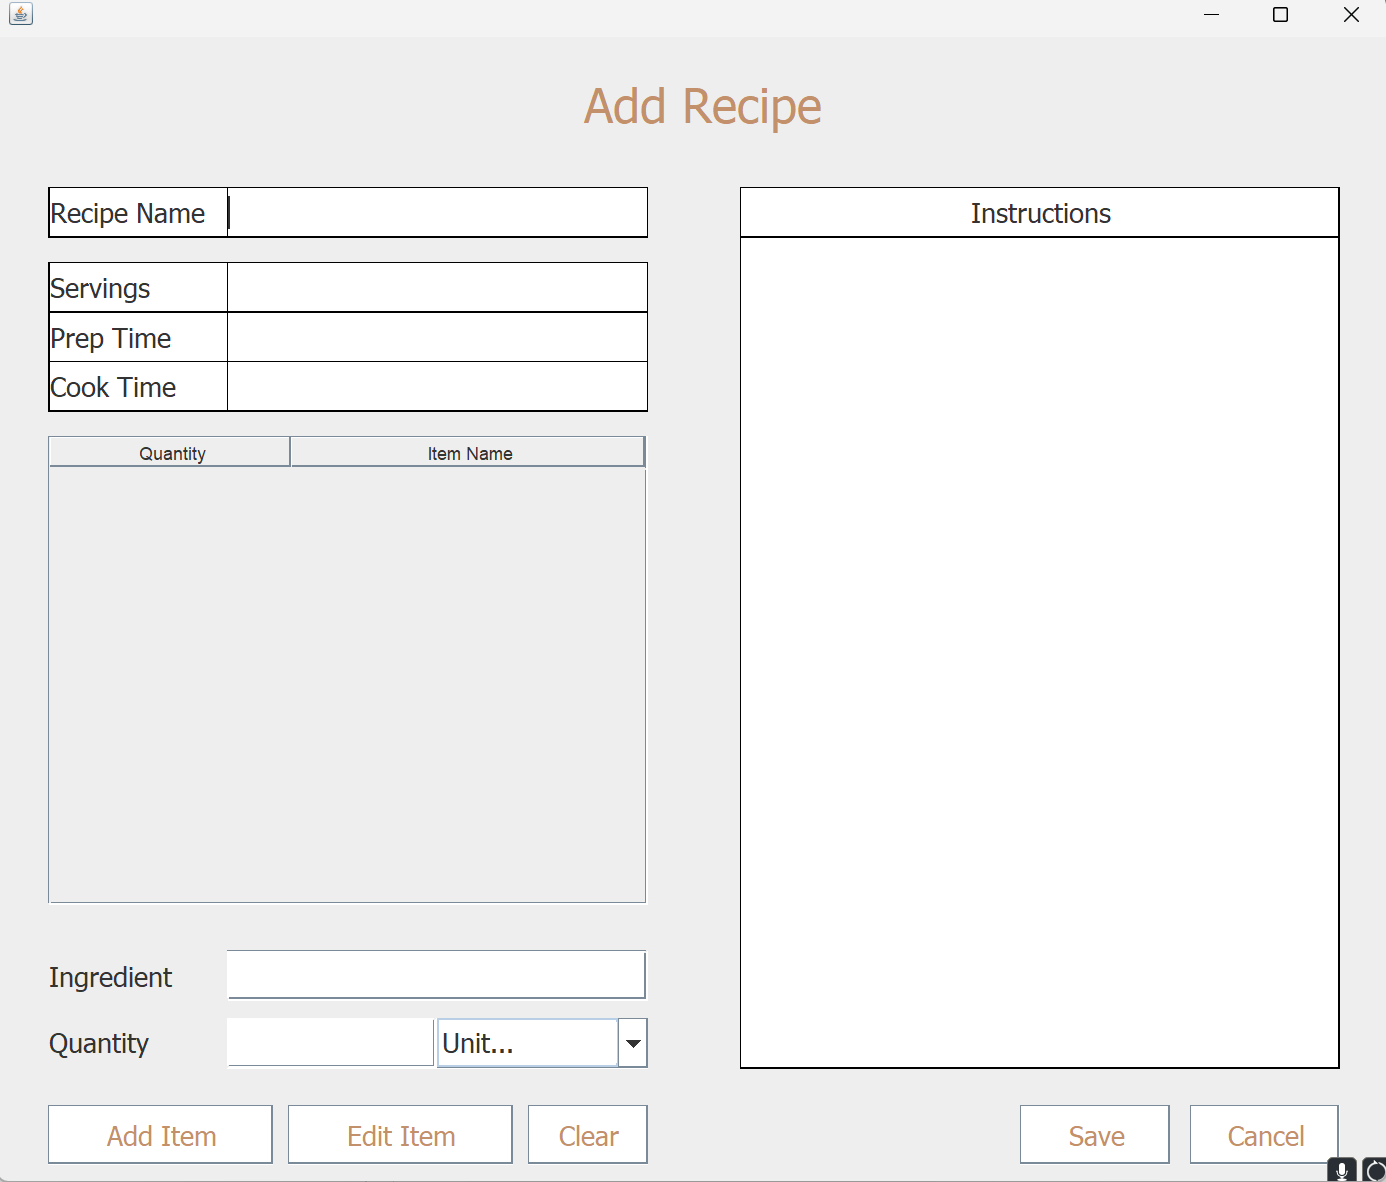 Add Recipe
Recipe Name
Servings
Prep Time
Cook Time
Quantity Item Name
Ingredient
Quantity Unit...
Add Item Edit Item Clear
Instructions
Save Cancel